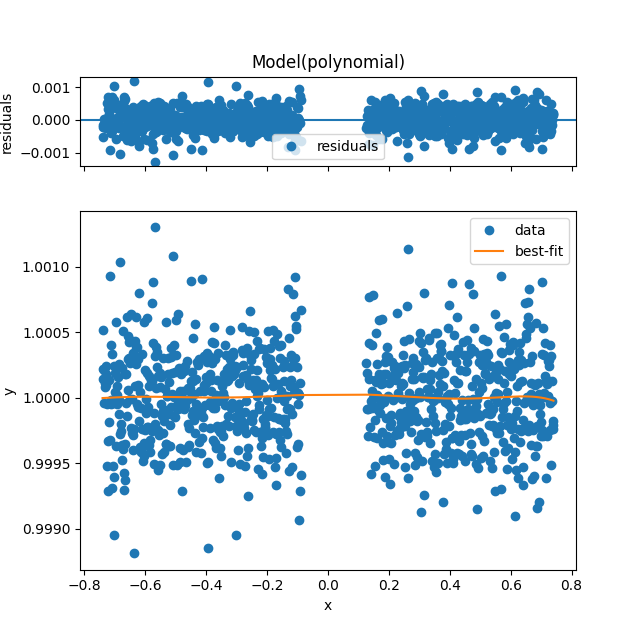 Model(polynomial)
0.001
0.000
−0.001
residuals
residuals
data
best-fit
1.0010
1.0005
1.0000
0.9995
0.9990
y
−0.8 −0.6 −0.4 −0.2 0.0 0.2 0.4 0.6 0.8
x